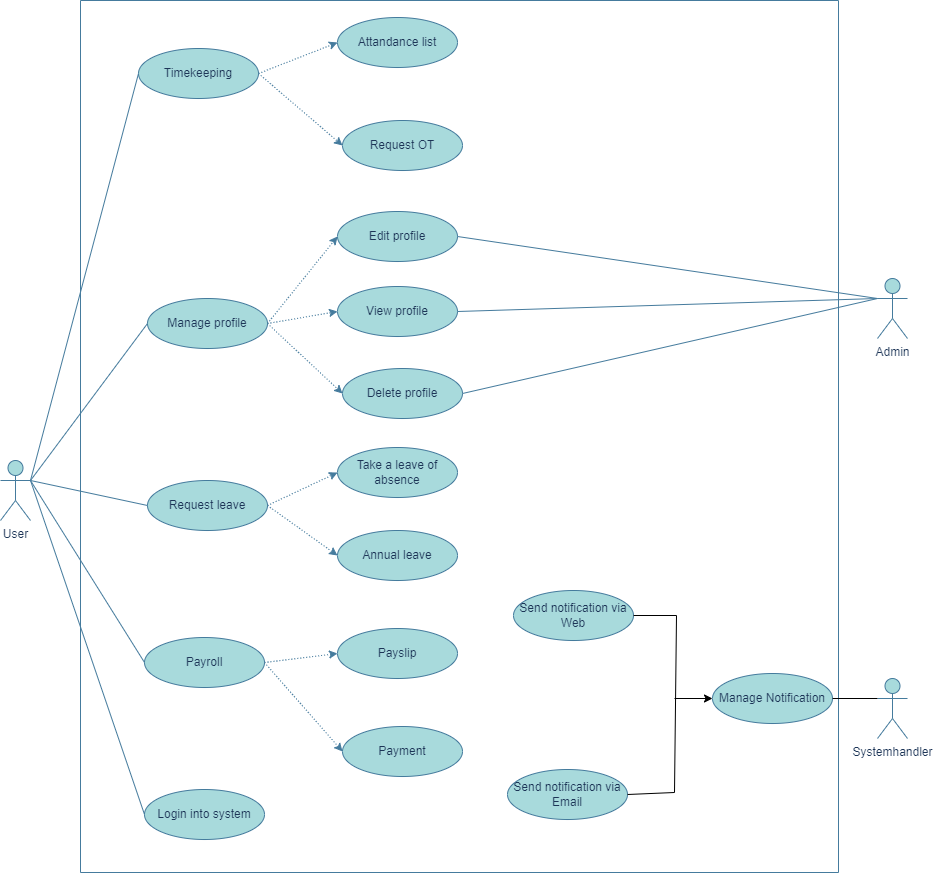 Timekeeping
Attandance list
Request OT
Manage profile
Edit profile
View profile
Delete profile
Admin
User
Request leave
Take a leave of
absence
Annual leave
Payroll
Payslip
Payment
Login into system
Send notification via
Web
Manage Notification
Send notification via
Email
Systemhandler